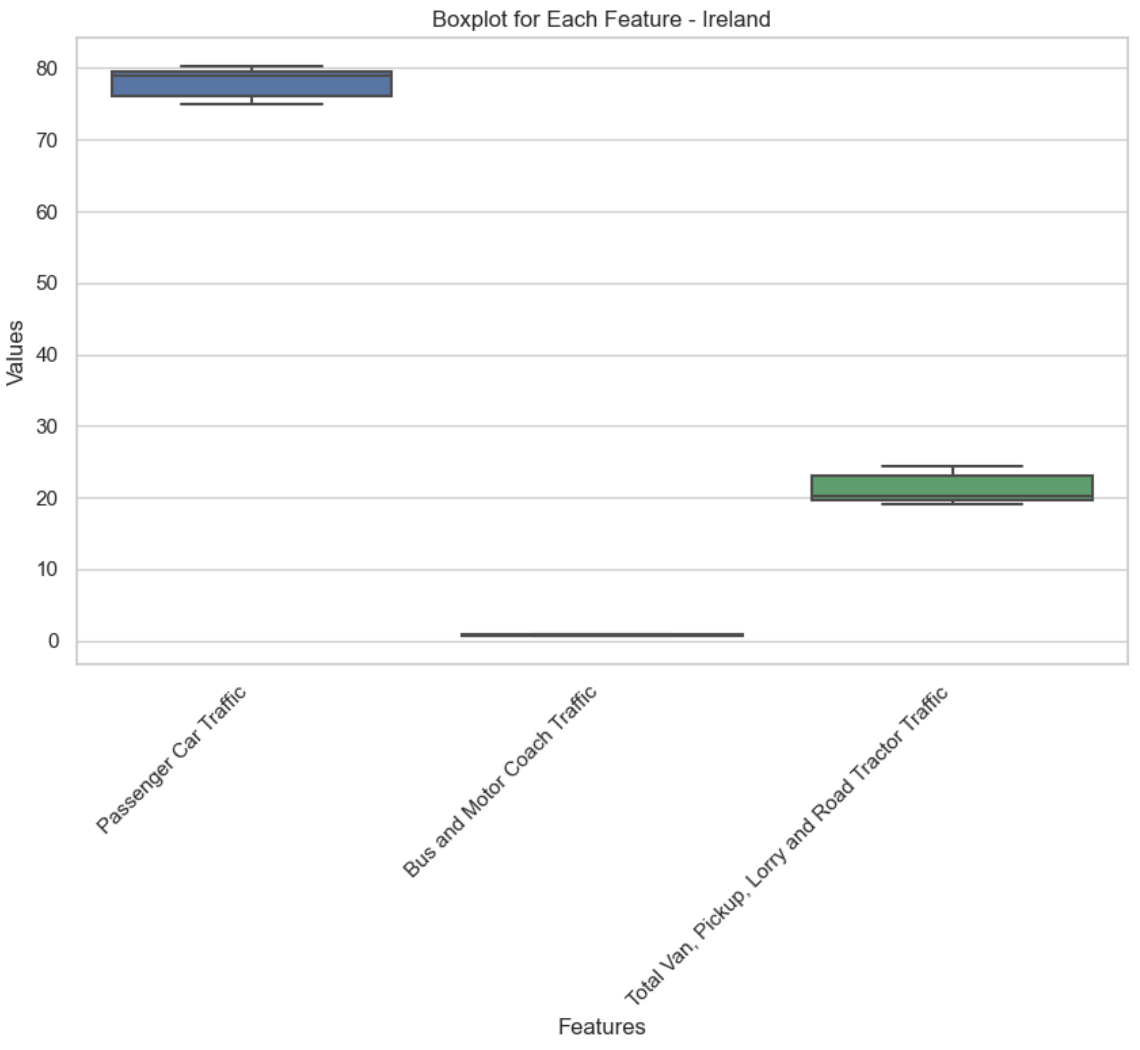 Boxplot for Each Feature - Ireland
80
70
60
50
40
30
20
10
0
Values
Passenger Car Traffic
Bus and Motor Coach Traffic
Total Van, Pickup, Lorry and Road Tractor Traffic
Features